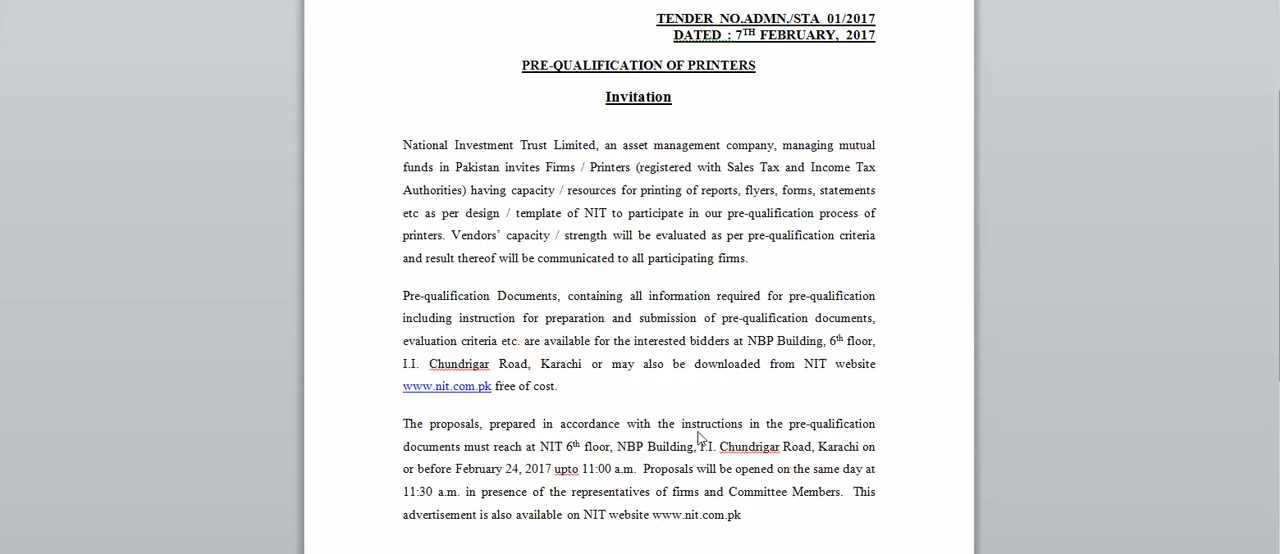 TENDER NO.ADMN./STA 01/2017
DATED : 7TH FEBRUARY, 2017
PRE-QUALIFICATION OF PRINTERS
Invitation
National Investment Trust Limited, an asset management company, managing mutual
funds in Pakistan invites Firms / Printers (registered with Sales Tax and Income Tax
Authorities) having capacity / resources for printing of reports, flyers, forms, statements
etc as per design / template of NIT to participate in our pre-qualification process of
printers. Vendors’ capacity / strength will be evaluated as per pre-qualification criteria
and result thereof will be communicated to all participating firms.
Pre-qualification Documents, containing all information required for pre-qualification
including instruction for preparation and submission of pre-qualification documents,
evaluation criteria etc. are available for the interested bidders at NBP Building, 6th floor,
I.I. Chundrigar Road, Karachi or may also be downloaded from NIT website
www.nit.com.pk free of cost.
The proposals, prepared in accordance with the instructions in the pre-qualification
documents must reach at NIT 6th floor, NBP Building, I.I. Chundrigar Road, Karachi on
or before February 24, 2017 upto 11:00 a.m. Proposals will be opened on the same day at
11:30 a.m. in presence of the representatives of firms and Committee Members. This
advertisement is also available on NIT website www.nit.com.pk